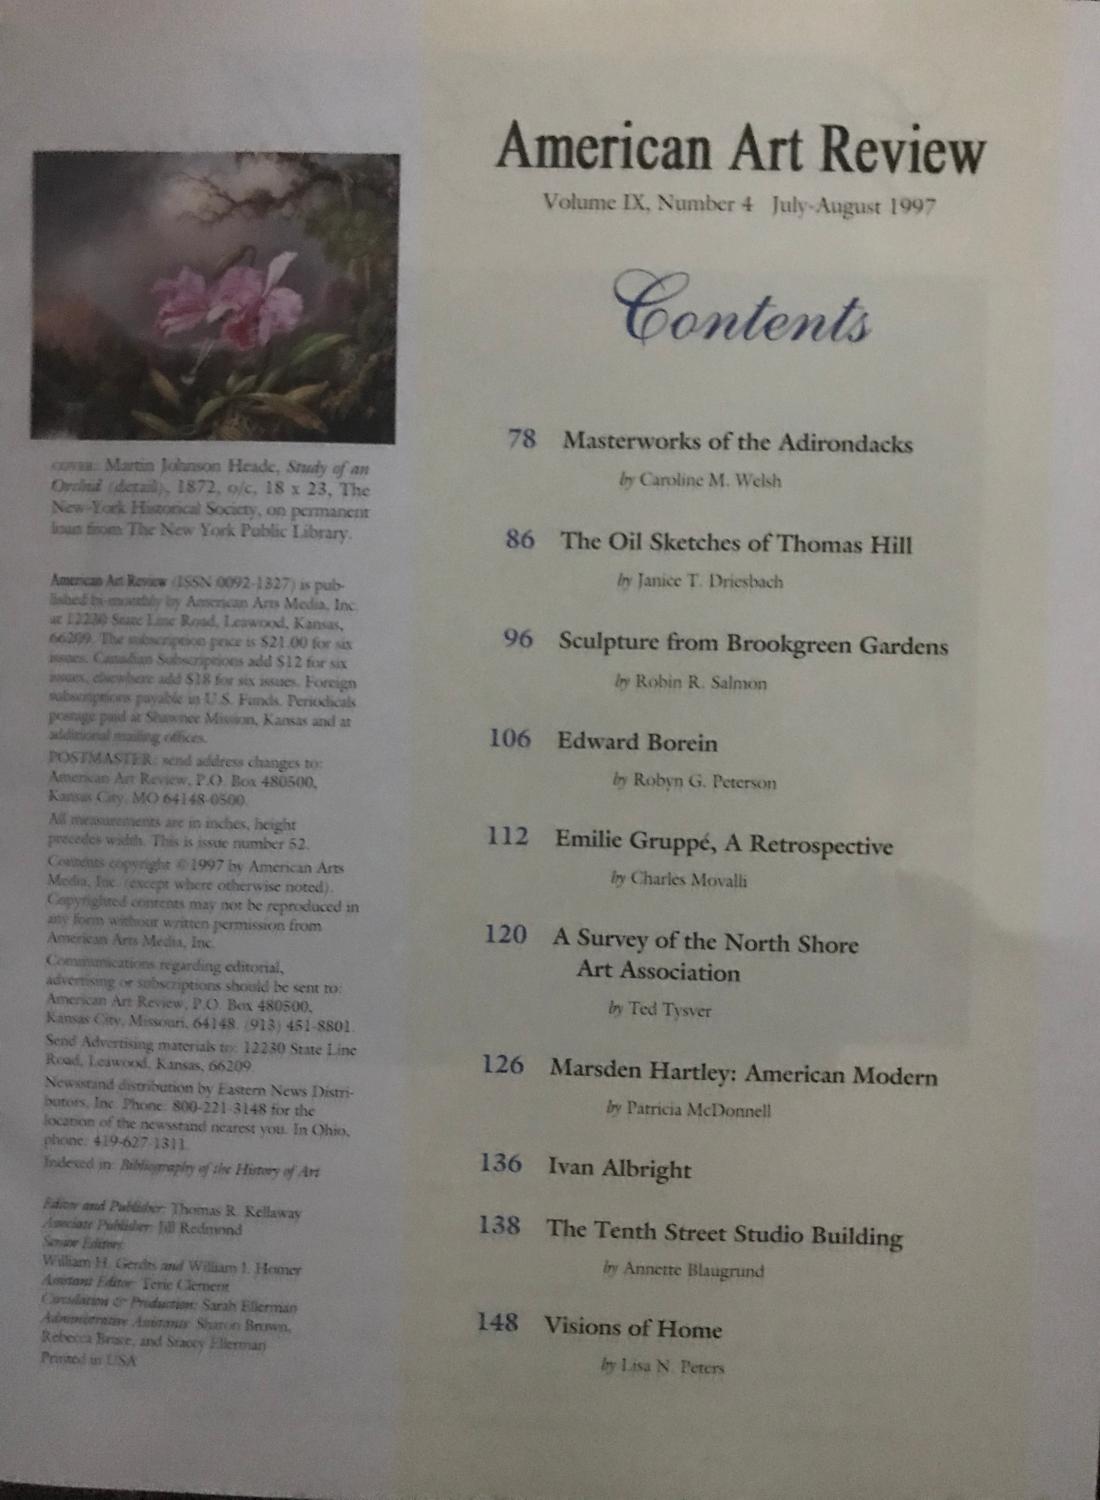 American Art Review
Volume IX, Number 4 July-August 1997
Contents
78 Masterworks of the Adirondacks
by Caroline M. Welsh
86 The Oil Sketches of Thomas Hill
by Janice T. Driesbach
96 Sculpture from Brookgreen Gardens
by Robin R. Salmon
106 Edward Borein
by Robyn G. Peterson
112 Emilie Gruppé, A Retrospective
by Charles Movalli
120 A Survey of the North Shore
Art Association
by Ted Tysver
126 Marsden Hartley: American Modern
by Patricia McDonnell
136 Ivan Albright
138 The Tenth Street Studio Building
by Annette Blaugrund
148 Visions of Home
by Lisa N. Peters
COVER: Martin Johnson Heade, Study of an
Orchid (detail), 1872, o/c, 18 x 23, The
New-York Historical Society, on permanent
loan from The New York Public Library.
American Art Review (ISSN 0092-1327) is pub-
lished bi-monthly by American Arts Media, Inc.
at 12230 State Line Road, Leawood, Kansas,
66209. The subscription price is $21.00 for six
issues. Canadian Subscriptions add $12 for six
issues, elsewhere add $18 for six issues. Foreign
subscriptions payable in U.S. Funds. Periodicals
postage paid at Shawnee Mission, Kansas and at
additional mailing offices.
POSTMASTER: send address changes to:
American Art Review, P.O. Box 480500,
Kansas City, MO 64148-0500.
All measurements are in inches, height
precedes width. This is issue number 52.
Contents copyright ©1997 by American Arts
Media, Inc. (except where otherwise noted).
Copyrighted contents may not be reproduced in
any form without written permission from
American Arts Media, Inc.
Communications regarding editorial,
advertising or subscriptions should be sent to:
American Art Review, P.O. Box 480500,
Kansas City, Missouri, 64148. (913) 451-8801.
Send Advertising materials to: 12230 State Line
Road, Leawood, Kansas, 66209.
Newsstand distribution by Eastern News Distri-
butors, Inc. Phone: 800-221-3148 for the
location of the newsstand nearest you. In Ohio,
phone: 419-627-1311.
Indexed in: Bibliography of the History of Art
Editor and Publisher: Thomas R. Kellaway
Associate Publisher: Jill Redmond
Senior Editors:
William H. Gerdts and William I. Homer
Assistant Editor: Terie Clement
Circulation & Production: Sarah Ellerman
Administrative Assistants: Sharon Brown,
Rebecca Bruce, and Stacey Ellerman
Printed in USA